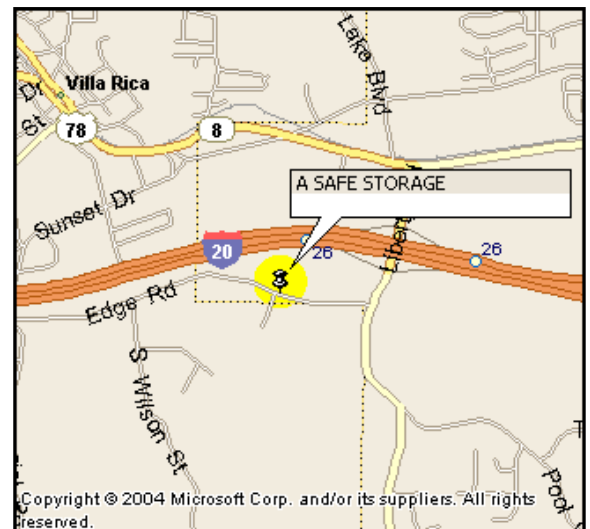 Lake Blvd
Dr
Villa Rica
St
78
8
A SAFE STORAGE
Sunset Dr
Liberty
20
26
26
Edge Rd
S Wilson St
Pool
Copyright © 2004 Microsoft Corp. and/or its suppliers. All rights
reserved.